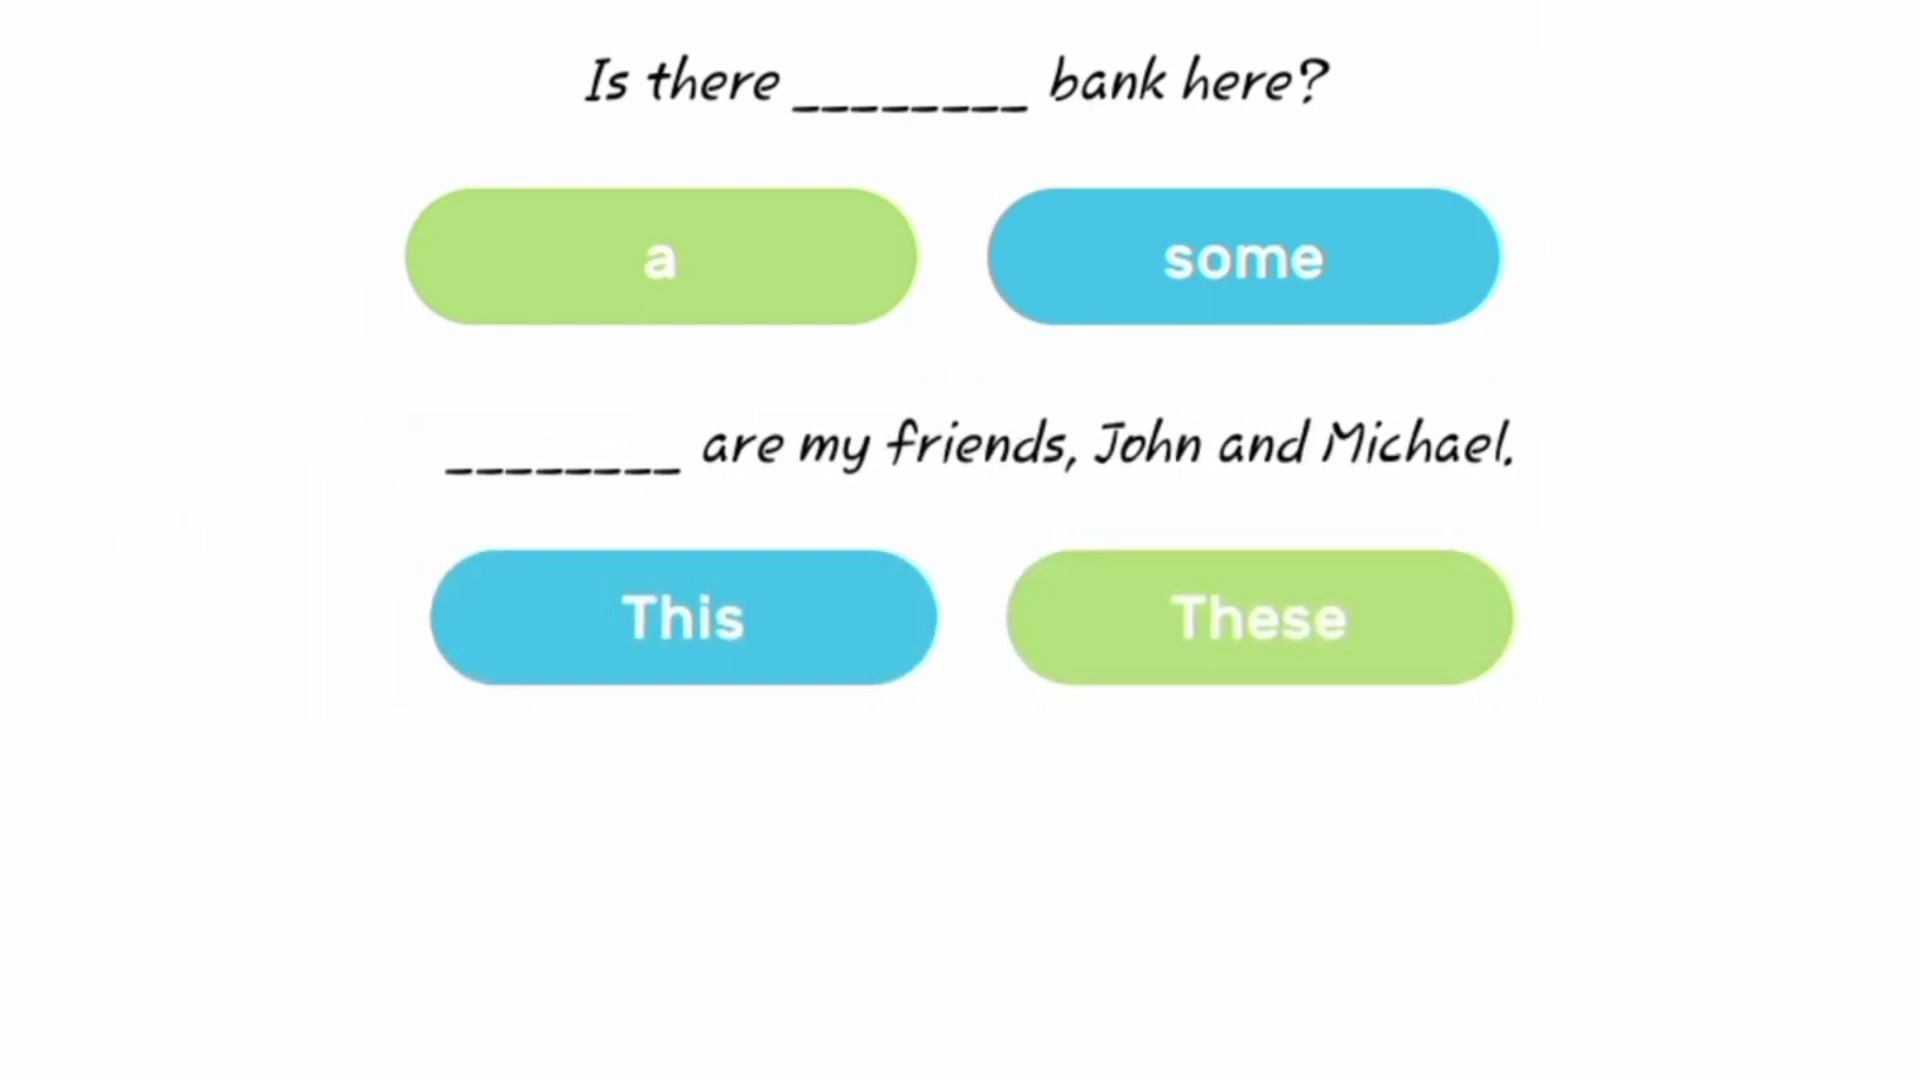 Is there ________ bank here?
a some
________ are my friends, John and Michael.
This These